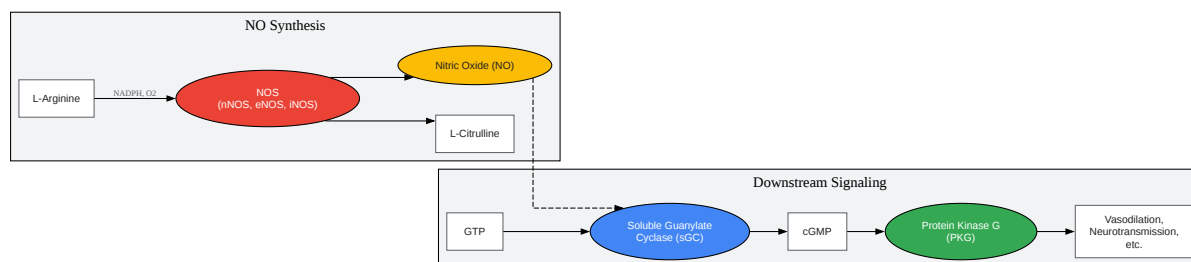 NO Synthesis
L-Arginine
NADPH, O2
NOS
(nNOS, eNOS, iNOS)
Nitric Oxide (NO)
L-Citrulline
Downstream Signaling
GTP
Soluble Guanylate
Cyclase (sGC)
cGMP
Protein Kinase G
(PKG)
Vasodilation,
Neurotransmission,
etc.